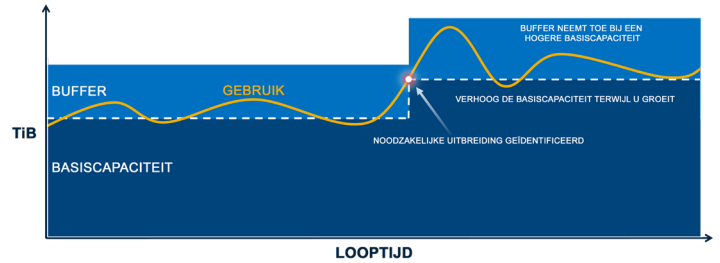 BUFFER NEEMT TOE BIJ EEN
HOGERE BASISCAPACITEIT
BUFFER
GEBRUIK
VERHOOG DE BASISCAPACITEIT TERWIJL U GROEIT
TiB
NOODZAKELIJKE UITBREIDING GEÏDENTIFICEERD
BASISCAPACITEIT
LOOPTIJD